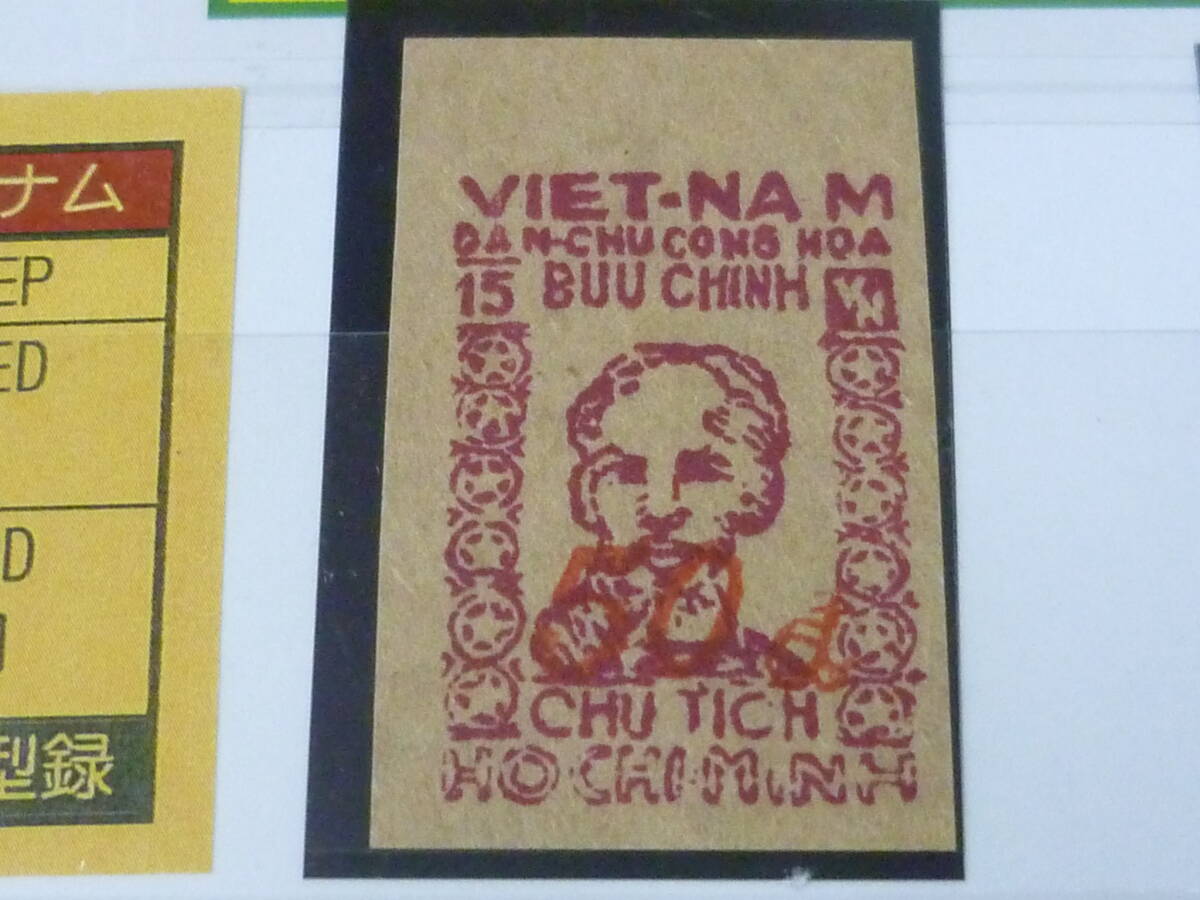 ナム
EP
ED
D
型録
VIET-NAM
DAN-CHU CONG HOA
15 BUU CHINH
50 đ
CHU TICH
HO CHI-MINH